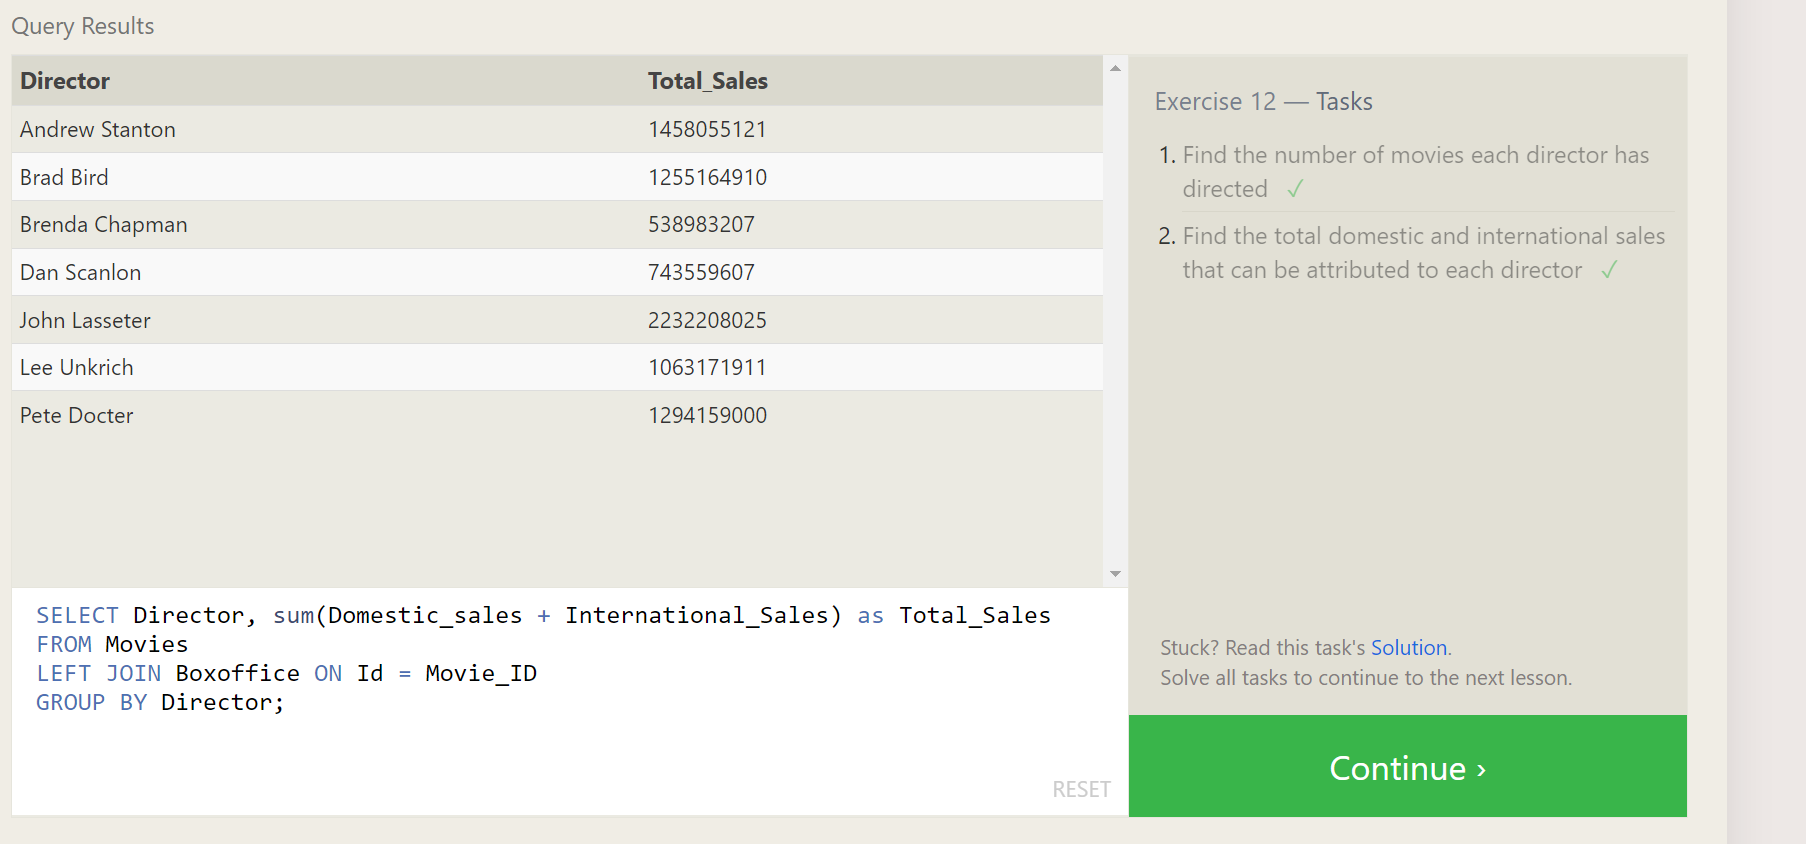 Query Results
Director Total_Sales
Andrew Stanton 1458055121
Brad Bird 1255164910
Brenda Chapman 538983207
Dan Scanlon 743559607
John Lasseter 2232208025
Lee Unkrich 1063171911
Pete Docter 1294159000
SELECT Director, sum(Domestic_sales + International_Sales) as Total_Sales
FROM Movies
LEFT JOIN Boxoffice ON Id = Movie_ID
GROUP BY Director;
RESET
Exercise 12 — Tasks
1. Find the number of movies each director has
directed ✓
2. Find the total domestic and international sales
that can be attributed to each director ✓
Stuck? Read this task's Solution.
Solve all tasks to continue to the next lesson.
Continue ›